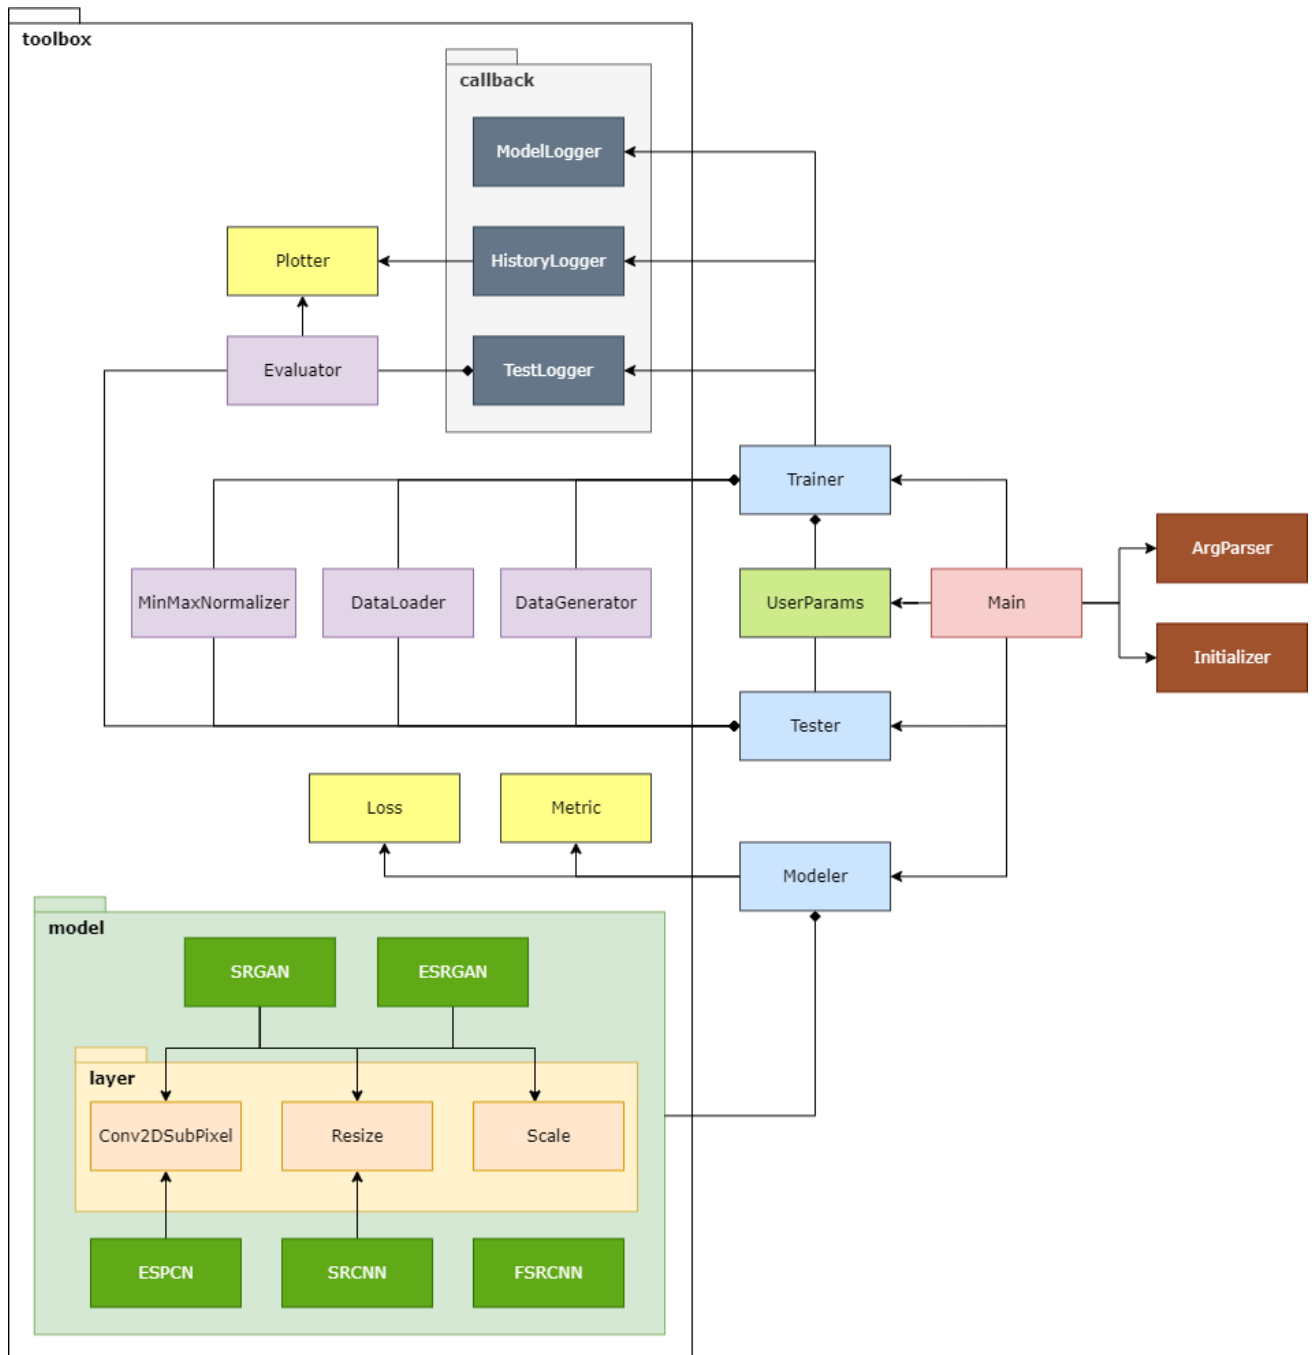 toolbox
callback
ModelLogger
Plotter
HistoryLogger
Evaluator
TestLogger
Trainer
ArgParser
MinMaxNormalizer
DataLoader
DataGenerator
UserParams
Main
Initializer
Tester
Loss
Metric
Modeler
model
SRGAN
ESRGAN
layer
Conv2DSubPixel
Resize
Scale
ESPCN
SRCNN
FSRCNN